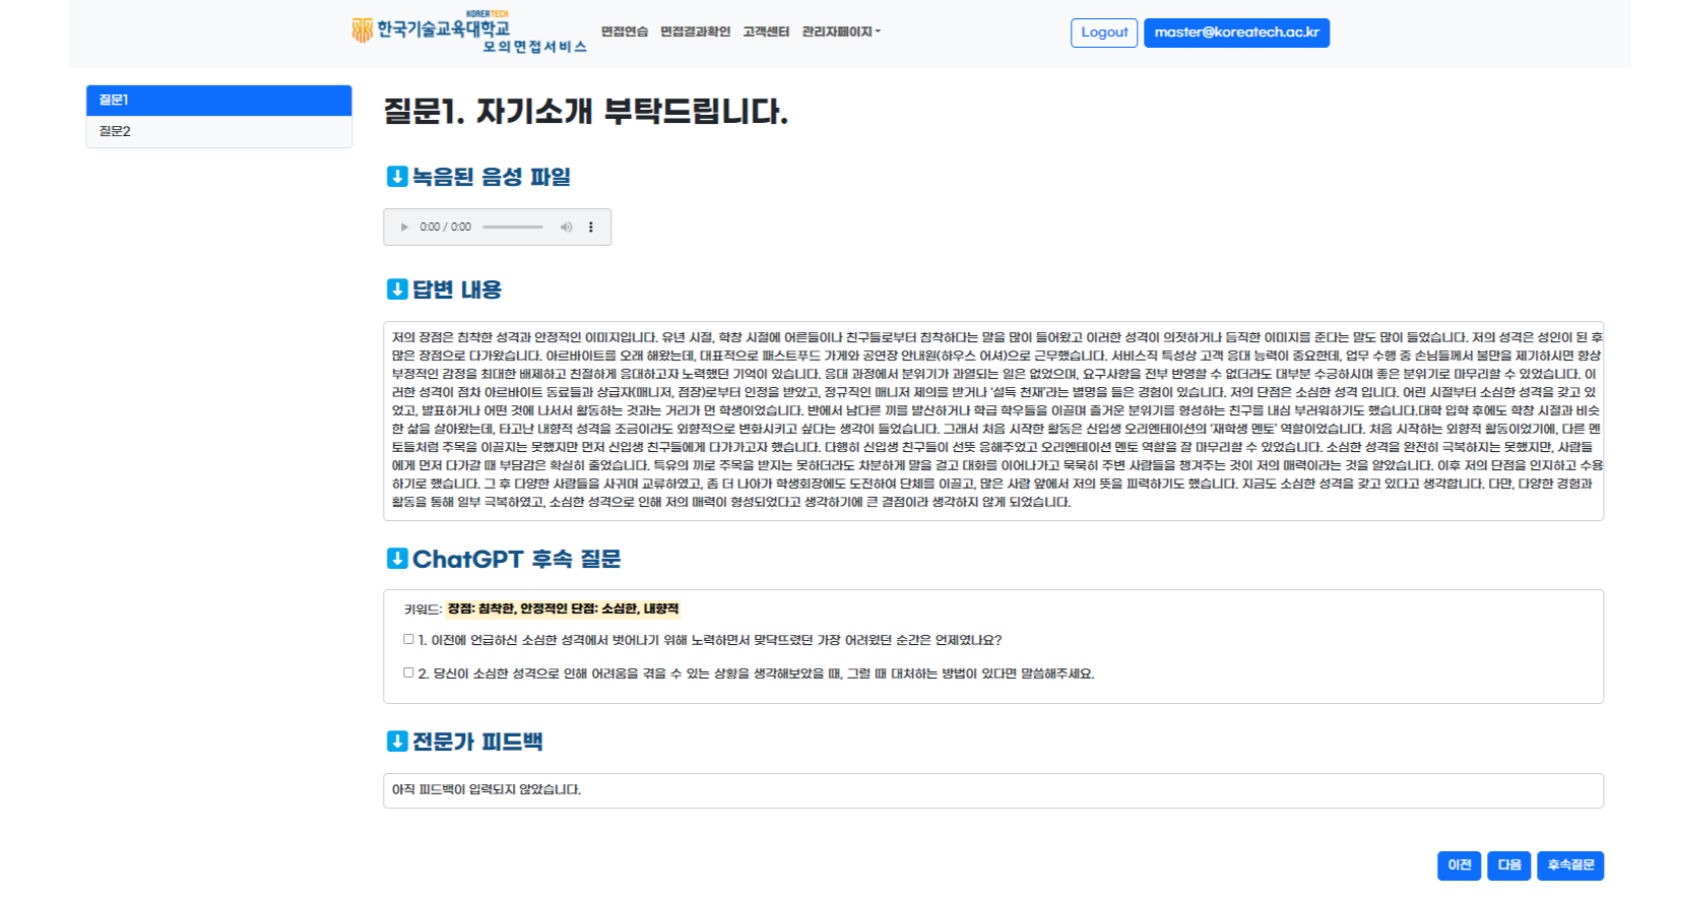 KOREATECH
한국기술교육대학교
모의면접서비스
면접연습 면접결과확인 고객센터 관리자페이지
Logout
master@koreatech.ac.kr
질문1
질문2
질문1. 자기소개 부탁드립니다.
녹음된 음성 파일
0:00 / 0:00
답변 내용
저의 장점은 침착한 성격과 안정적인 이미지입니다. 유년 시절, 학창 시절에 어른들이나 친구들로부터 침착하다는 말을 많이 들어왔고 이러한 성격이 의젓하거나 듬직한 이미지를 준다는 말도 많이 들었습니다. 저의 성격은 성인이 된 후
많은 장점으로 다가왔습니다. 아르바이트를 오래 해왔는데, 대표적으로 패스트푸드 가게와 공연장 안내원(하우스 어셔)으로 근무했습니다. 서비스직 특성상 고객 응대 능력이 중요한데, 업무 수행 중 손님들께서 불만을 제기하시면 항상
부정적인 감정을 최대한 배제하고 친절하게 응대하고자 노력했던 기억이 있습니다. 응대 과정에서 분위기가 과열되는 일은 없었으며, 요구사항을 전부 반영할 수 없더라도 대부분 수긍하시며 좋은 분위기로 마무리할 수 있었습니다. 이
러한 성격이 점차 아르바이트 동료들과 상급자(매니저, 점장)로부터 인정을 받았고, 정규직인 매니저 제의를 받거나 ‘설득 천재’라는 별명을 들은 경험이 있습니다. 저의 단점은 소심한 성격 입니다. 어린 시절부터 소심한 성격을 갖고 있
었고, 발표하거나 어떤 것에 나서서 활동하는 것과는 거리가 먼 학생이었습니다. 반에서 남다른 끼를 발산하거나 학급 학우들을 이끌며 즐거운 분위기를 형성하는 친구를 내심 부러워하기도 했습니다.대학 입학 후에도 학창 시절과 비슷
한 삶을 살아왔는데, 타고난 내향적 성격을 조금이라도 외향적으로 변화시키고 싶다는 생각이 들었습니다. 그래서 처음 시작한 활동은 신입생 오리엔테이션의 ‘재학생 멘토’ 역할이었습니다. 처음 시작하는 외향적 활동이었기에, 다른 멘
토들처럼 주목을 이끌지는 못했지만 먼저 신입생 친구들에게 다가가고자 했습니다. 다행히 신입생 친구들이 선뜻 응해주었고 오리엔테이션 멘토 역할을 잘 마무리할 수 있었습니다. 소심한 성격을 완전히 극복하지는 못했지만, 사람들
에게 먼저 다가갈 때 부담감은 확실히 줄었습니다. 특유의 끼로 주목을 받지는 못하더라도 차분하게 말을 걸고 대화를 이어나가고 묵묵히 주변 사람들을 챙겨주는 것이 저의 매력이라는 것을 알았습니다. 이후 저의 단점을 인지하고 수용
하기로 했습니다. 그 후 다양한 사람들을 사귀며 교류하였고, 좀 더 나아가 학생회장에도 도전하여 단체를 이끌고, 많은 사람 앞에서 저의 뜻을 피력하기도 했습니다. 지금도 소심한 성격을 갖고 있다고 생각합니다. 다만, 다양한 경험과
활동을 통해 일부 극복하였고, 소심한 성격으로 인해 저의 매력이 형성되었다고 생각하기에 큰 결점이라 생각하지 않게 되었습니다.
ChatGPT 후속 질문
키워드: 장점: 침착한, 안정적인 단점: 소심한, 내향적
1. 이전에 언급하신 소심한 성격에서 벗어나기 위해 노력하면서 맞닥뜨렸던 가장 어려웠던 순간은 언제였나요?
2. 당신이 소심한 성격으로 인해 어려움을 겪을 수 있는 상황을 생각해보았을 때, 그럴 때 대처하는 방법이 있다면 말씀해주세요.
전문가 피드백
아직 피드백이 입력되지 않았습니다.
이전 다음 후속질문